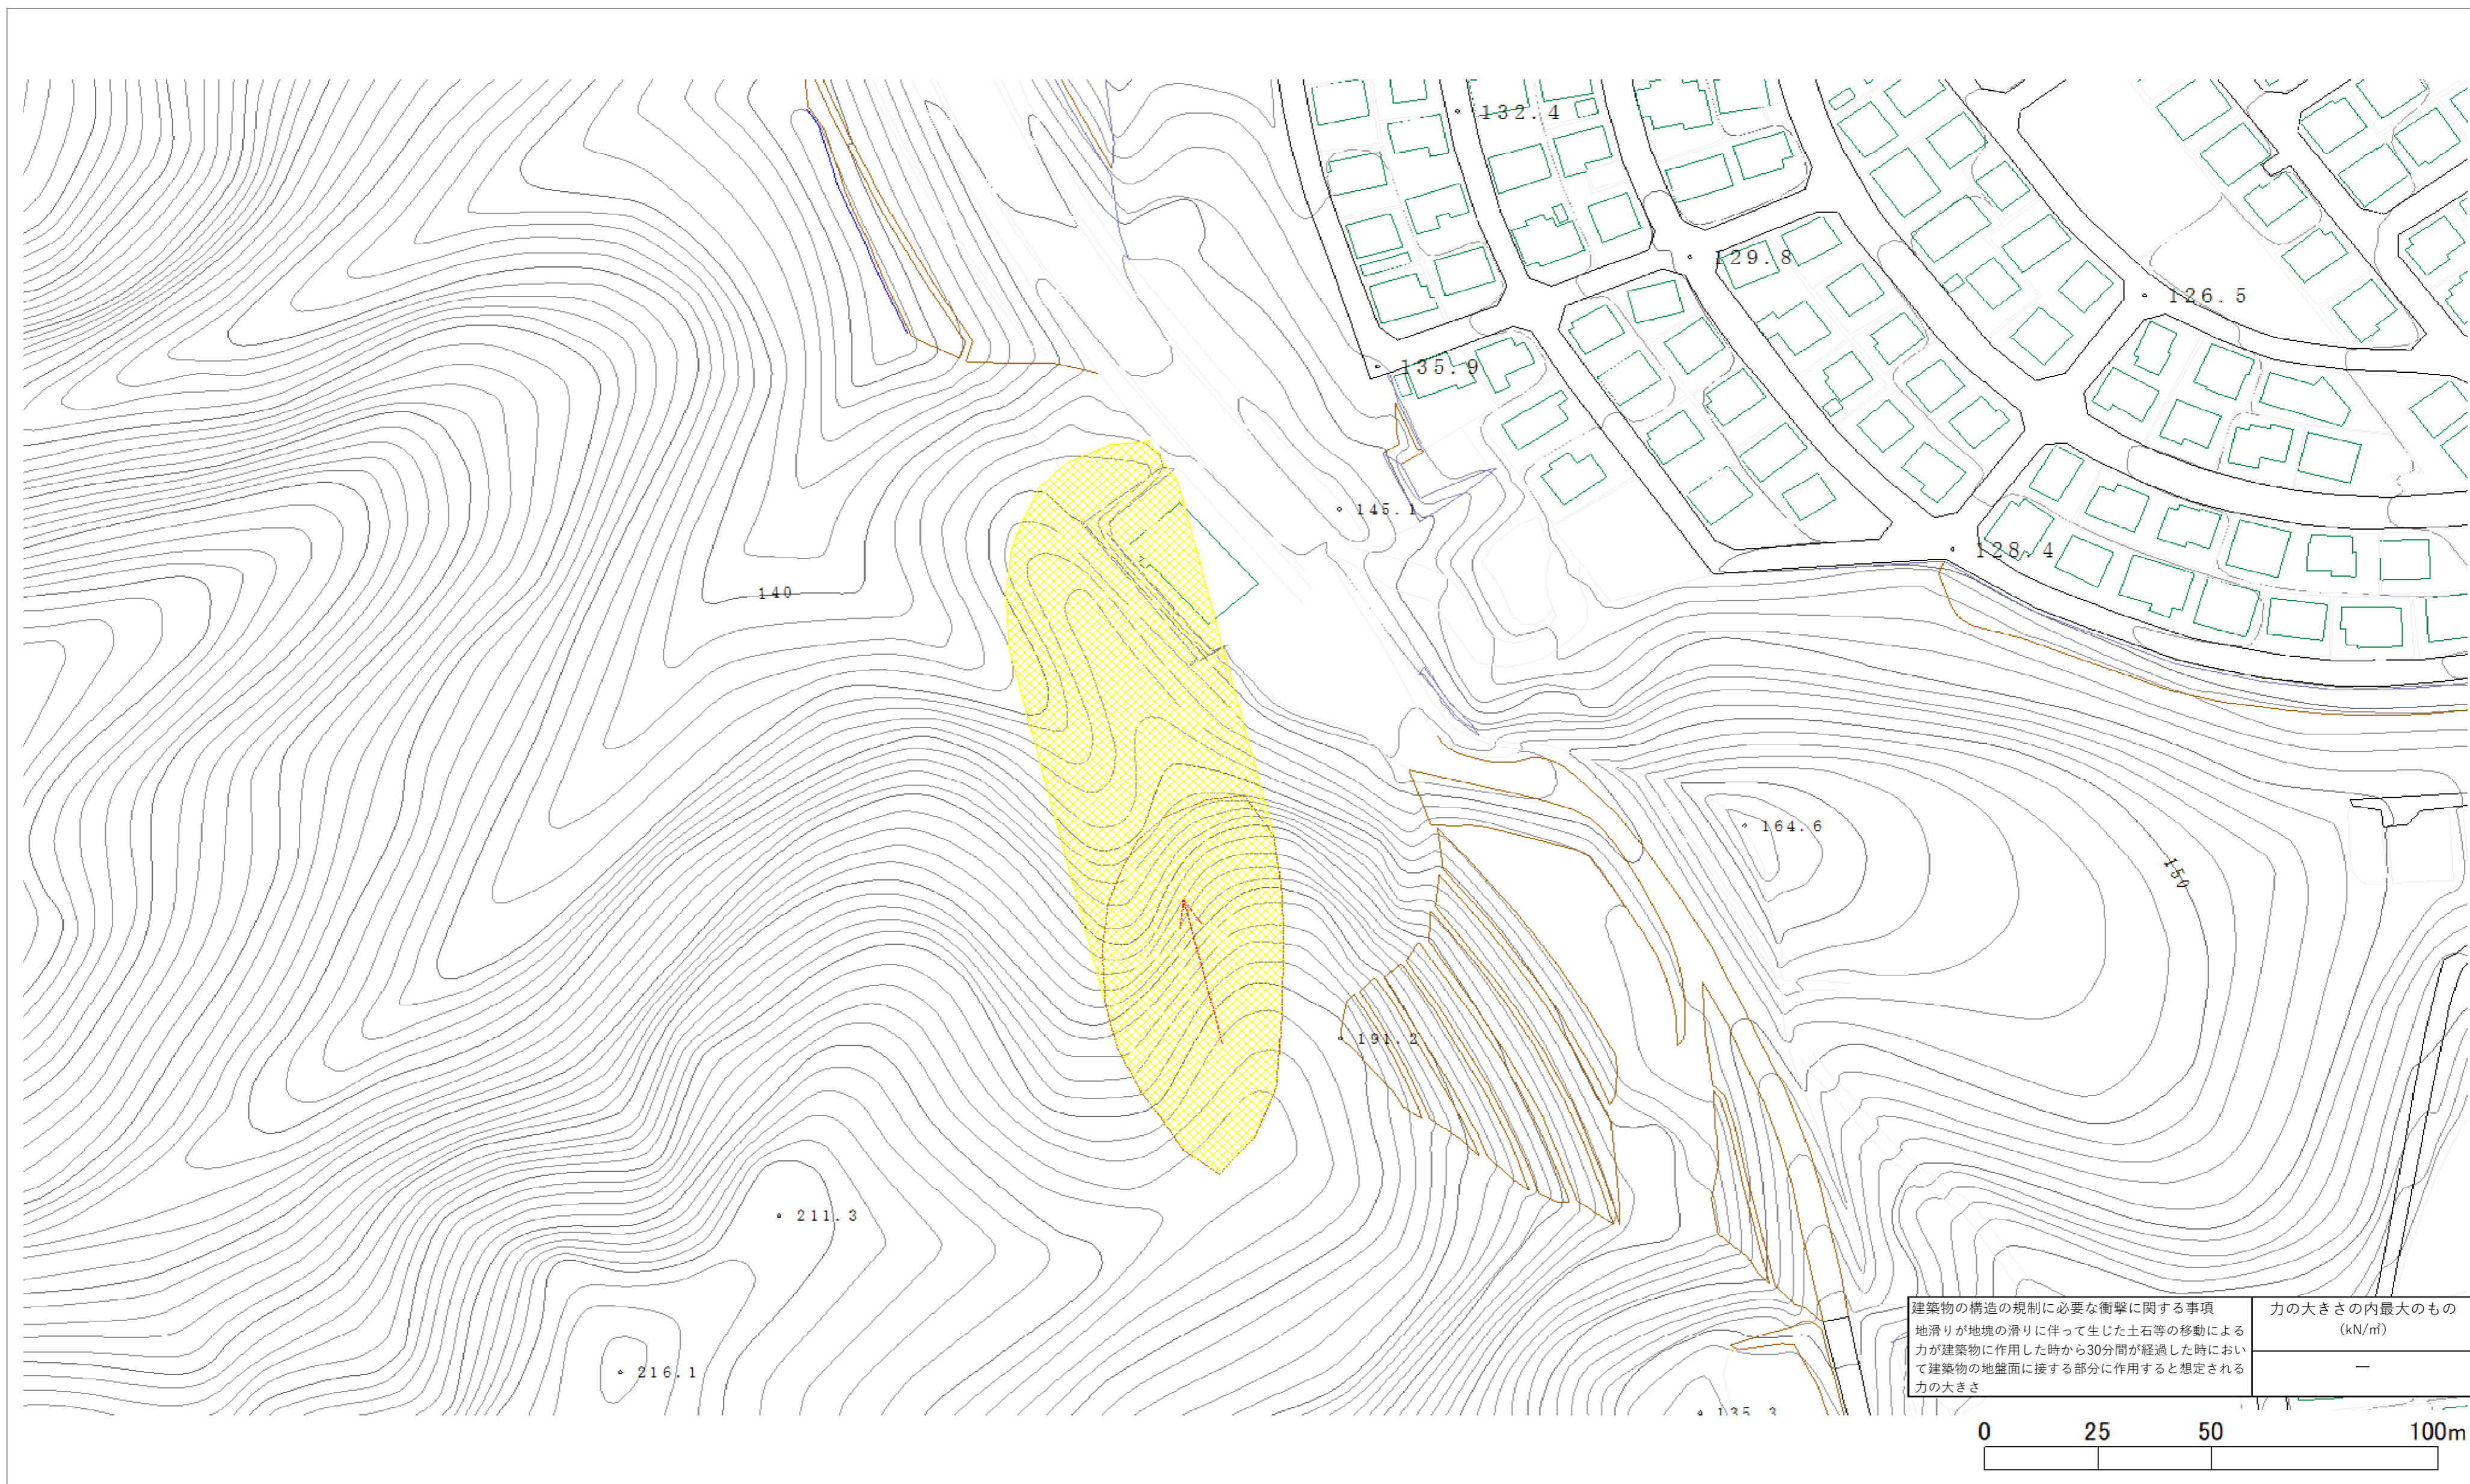 132.4
129.8
126.5
135.9
145.1
128.4
140
164.6
150
191.2
211.3
216.1
135.3
建築物の構造の規制に必要な衝撃に関する事項
地滑りが地塊の滑りに伴って生じた土石等の移動による
力が建築物に作用した時から30分間が経過した時におい
て建築物の地盤面に接する部分に作用すると想定される
力の大きさ
力の大きさの内最大のもの
(kN/㎡)
―
0 25 50 100m